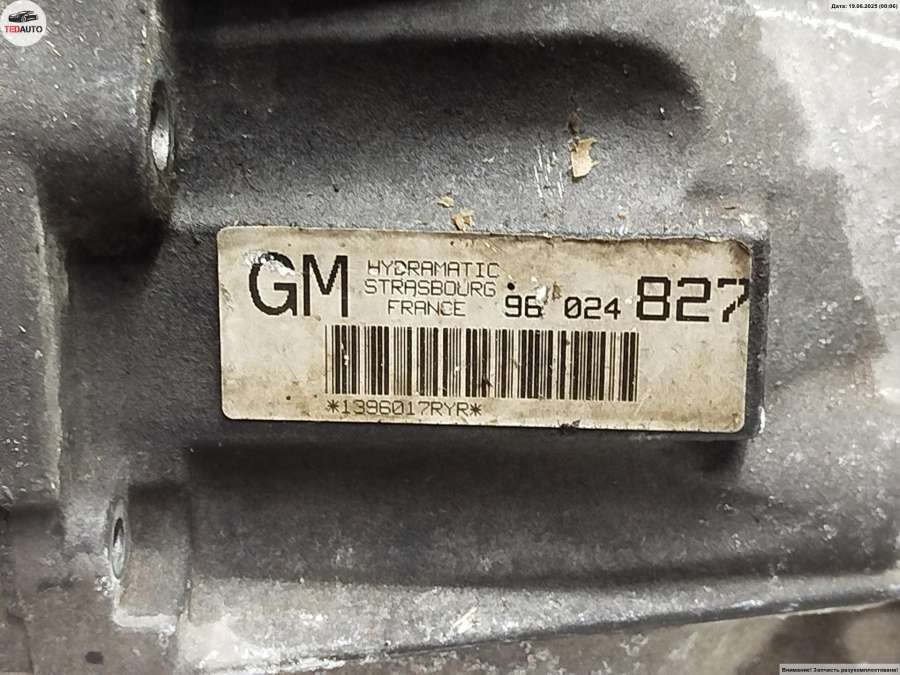 TEDAUTO
Дата: 19.06.2025 (00:06)
GM HYDRAMATIC
STRASBOURG
FRANCE 96 024 827
*1396017RYR*
Внимание! Запчасть разукомплектована!